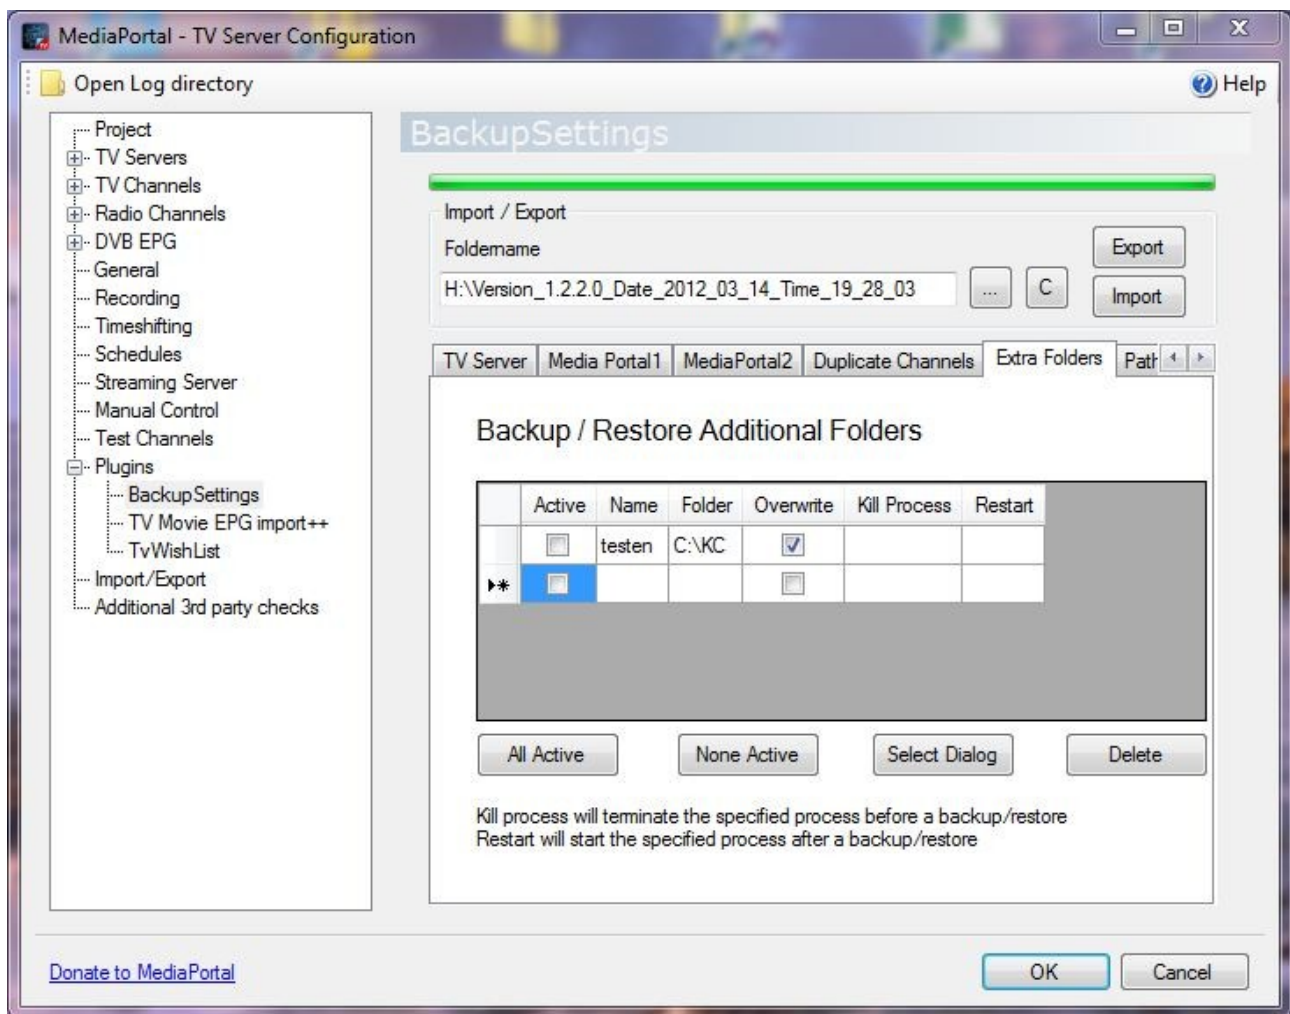 MediaPortal - TV Server Configuration
Open Log directory
Help
Project
TV Servers
TV Channels
Radio Channels
DVB EPG
General
Recording
Timeshifting
Schedules
Streaming Server
Manual Control
Test Channels
Plugins
BackupSettings
TV Movie EPG import++
TvWishList
Import/Export
Additional 3rd party checks
BackupSettings
Import / Export
Foldername
Export
H:\Version_1.2.2.0_Date_2012_03_14_Time_19_28_03
...
C
Import
TV Server
Media Portal1
MediaPortal2
Duplicate Channels
Extra Folders
Path
Backup / Restore Additional Folders
Active Name Folder Overwrite Kill Process Restart
testen C:\KC
All Active
None Active
Select Dialog
Delete
Kill process will terminate the specified process before a backup/restore
Restart will start the specified process after a backup/restore
Donate to MediaPortal
OK
Cancel